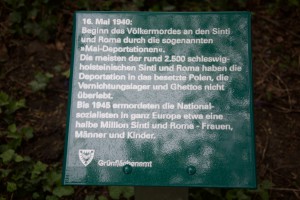 16. Mai 1940:
Beginn des Völkermordes an den Sinti
und Roma durch die sogenannten
»Mai-Deportationen«.
Die meisten der rund 2.500 schleswig-
holsteinischen Sinti und Roma haben die
Deportation in das besetzte Polen, die
Vernichtungslager und Ghettos nicht
überlebt.
Bis 1945 ermordeten die National-
sozialisten in ganz Europa etwa eine
halbe Million Sinti und Roma - Frauen,
Männer und Kinder.
Grünflächenamt